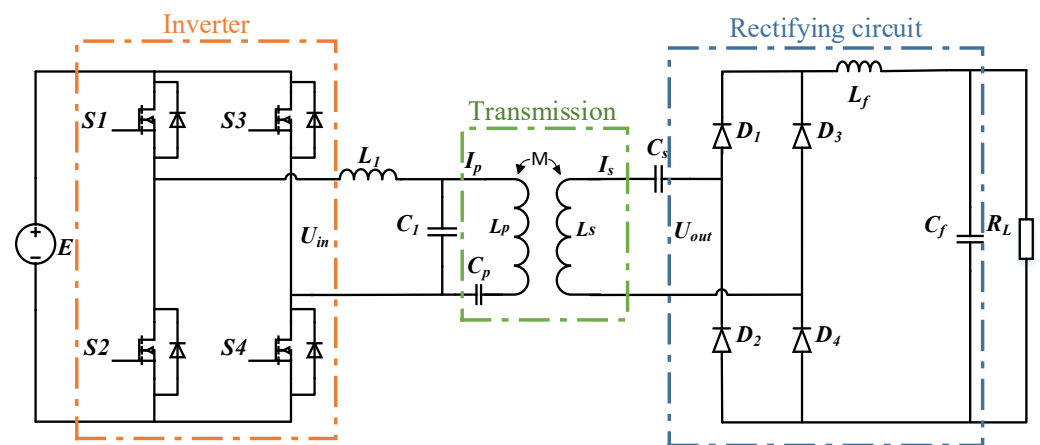 Inverter
Rectifying circuit
Transmission
S1
S3
L1
Ip
M
Is
Cs
D1
D3
Lf
E
Uin
C1
Lp
Ls
Cp
Uout
Cf
RL
S2
S4
D2
D4